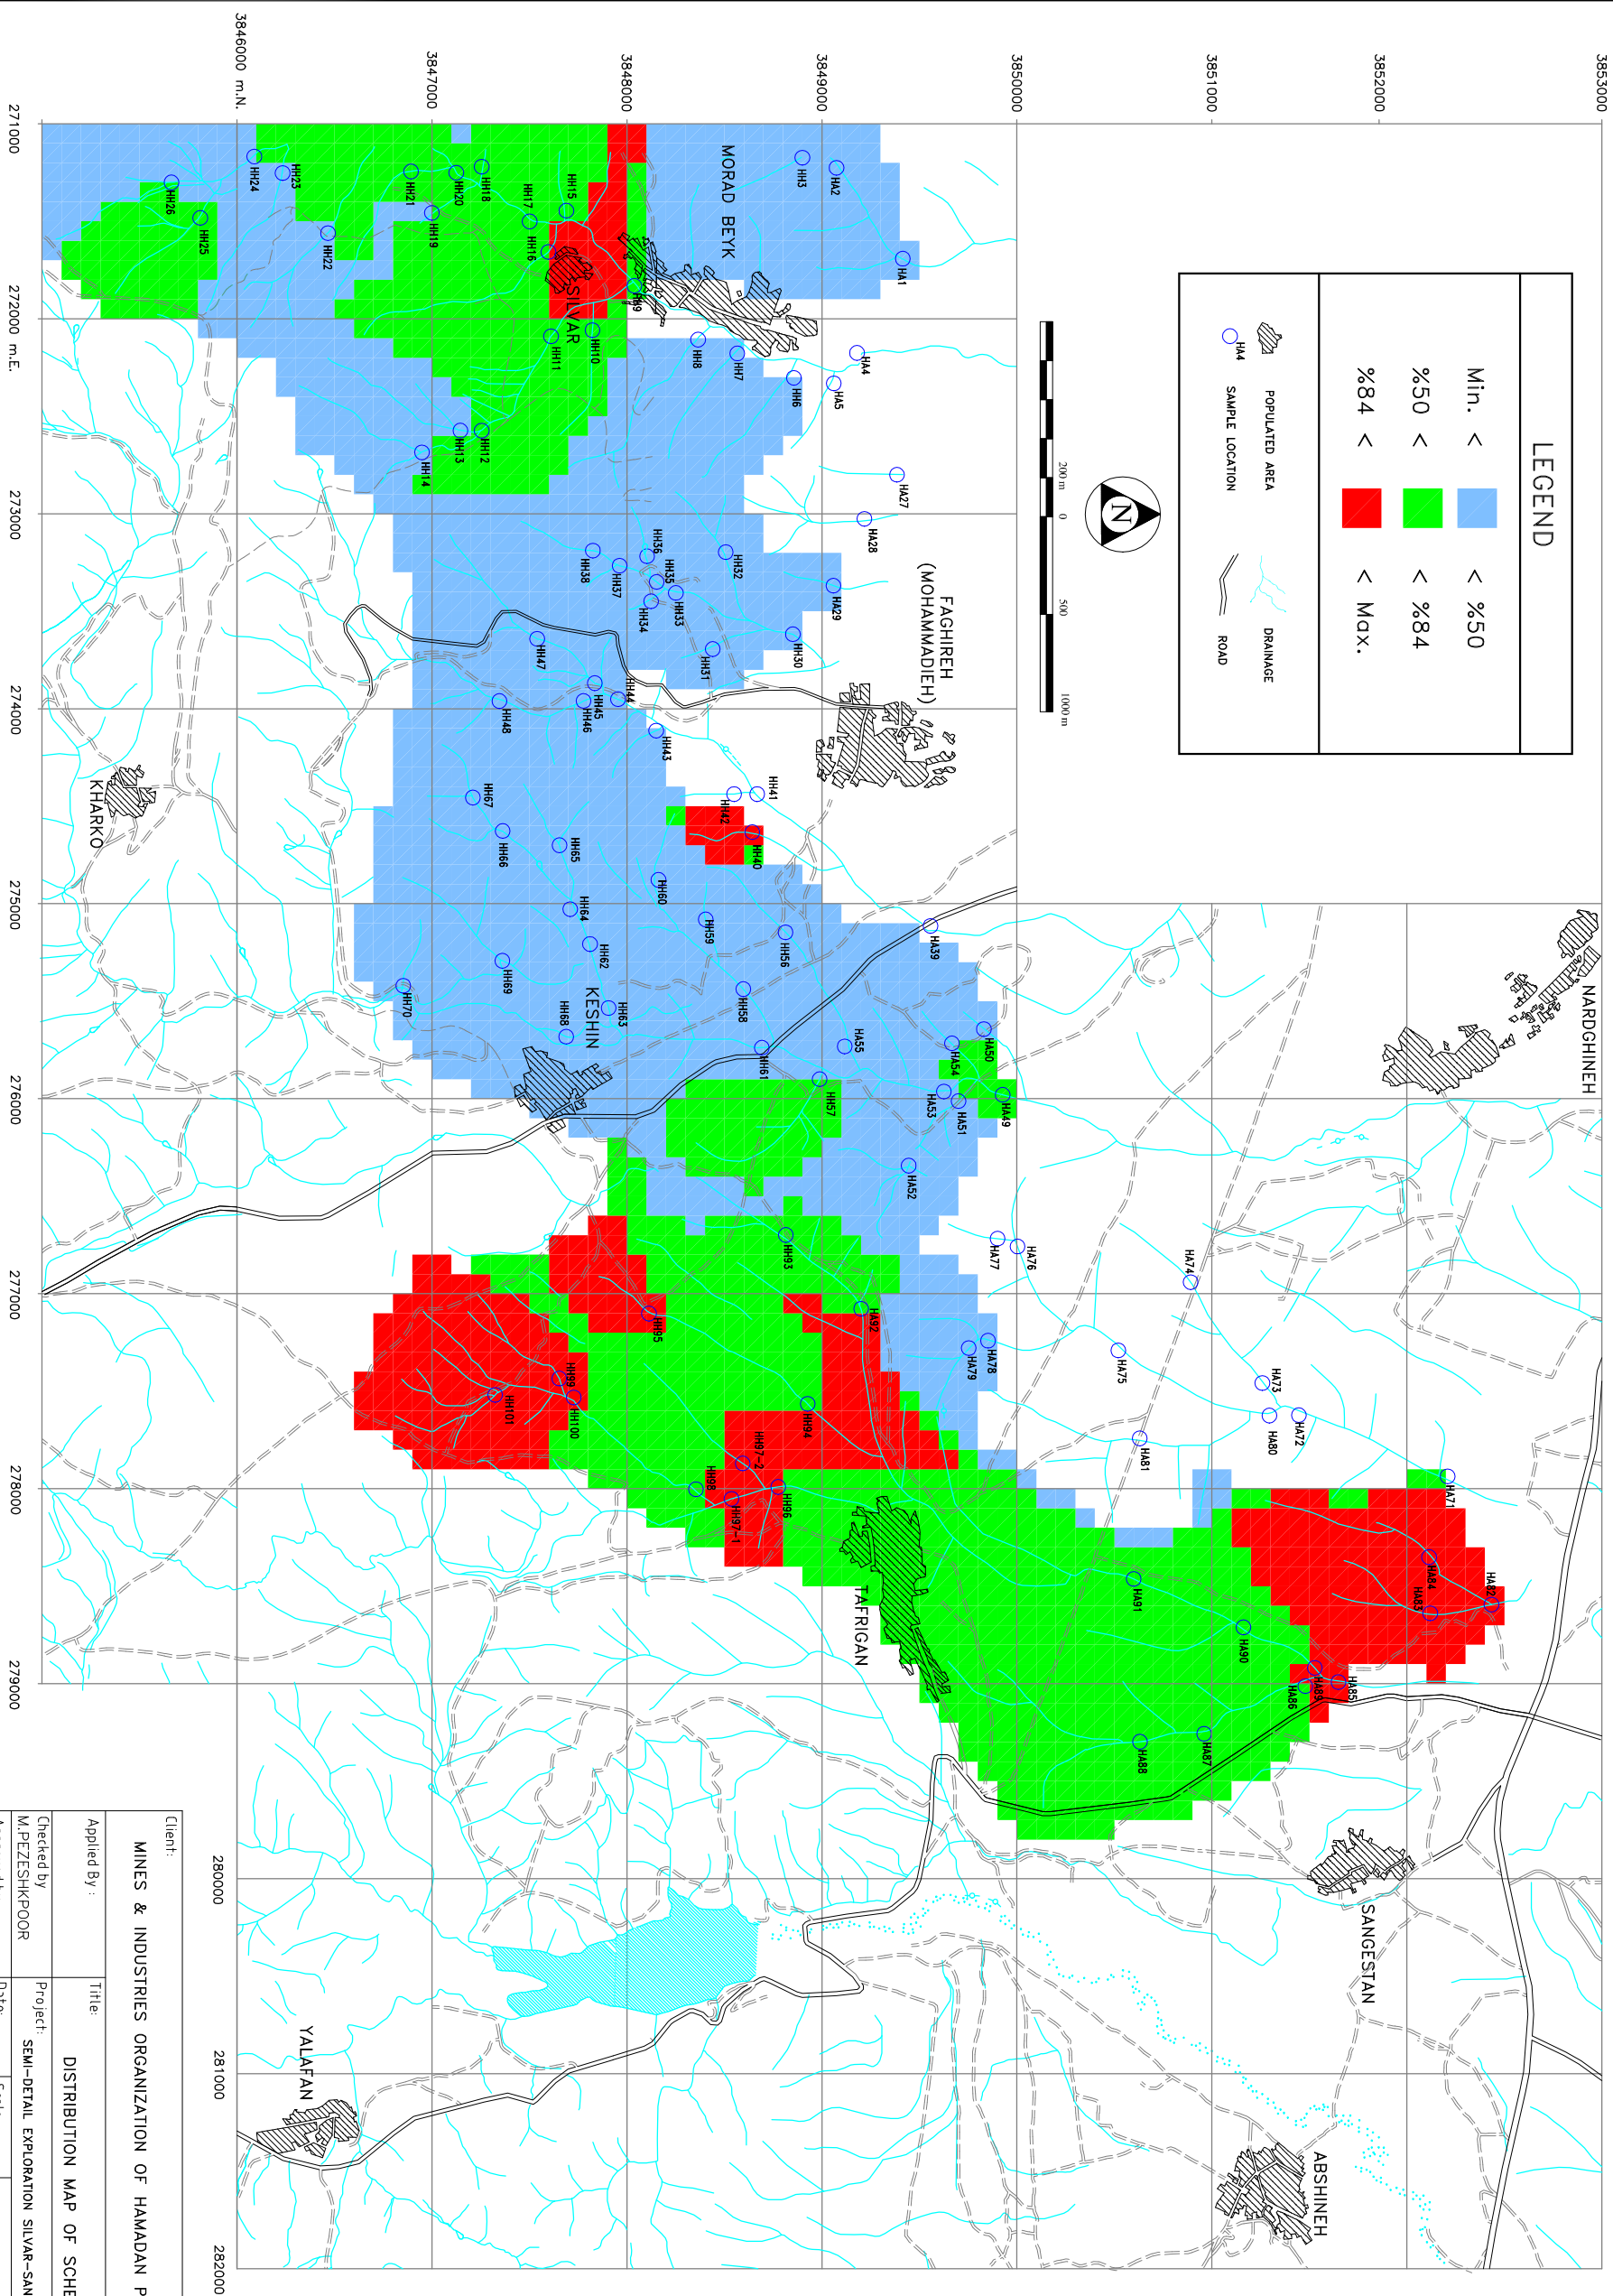 LEGEND
Min. < < %50
%50 < < %84
%84 < < Max.
POPULATED AREA
DRAINAGE
HA4
SAMPLE LOCATION
ROAD
200 m 0 500 1000 m
N
3853000
3852000
3851000
3850000
3849000
3848000
3847000
3846000 m.N.
271000
272000 m.E.
273000
274000
275000
276000
277000
278000
279000
280000
281000
282000
NARDGHINEH
FAGHIREH
(MOHAMMADIEH)
MORAD BEYK
SILVAR
KHARKO
KESHIN
TAFRIGAN
SANGESTAN
ABSHINEH
YALAFAN
HA1
HA2
HH3
HA4
HA5
HH6
HH7
HH8
HH9
HH10
HH11
HH12
HH13
HH14
HH15
HH16
HH17
HH18
HH19
HH20
HH21
HH22
HH23
HH24
HH25
HH26
HA27
HA28
HA29
HH30
HH31
HH32
HH33
HH34
HH35
HH36
HH37
HH38
HA39
HH40
HH41
HH42
HH43
HH44
HH45
HH46
HH47
HH48
HA49
HA50
HA51
HA52
HA53
HA54
HA55
HH56
HH57
HH58
HH59
HH60
HH61
HH62
HH63
HH64
HH65
HH66
HH67
HH68
HH69
HH70
HA71
HA72
HA73
HA74
HA75
HA76
HA77
HA78
HA79
HA80
HA81
HA82
HA83
HA84
HA85
HA86
HA87
HA88
HA89
HA90
HA91
HA92
HH93
HH94
HH95
HH96
HH97-1
HH97-2
HH98
HH99
HH100
HH101
Client:
MINES & INDUSTRIES ORGANIZATION OF HAMADAN P
Applied By :
Title:
DISTRIBUTION MAP OF SCHE
Checked by
M.PEZESHKPOOR
Project: SEMI-DETAIL EXPLORATION SILVAR-SAN
Date: